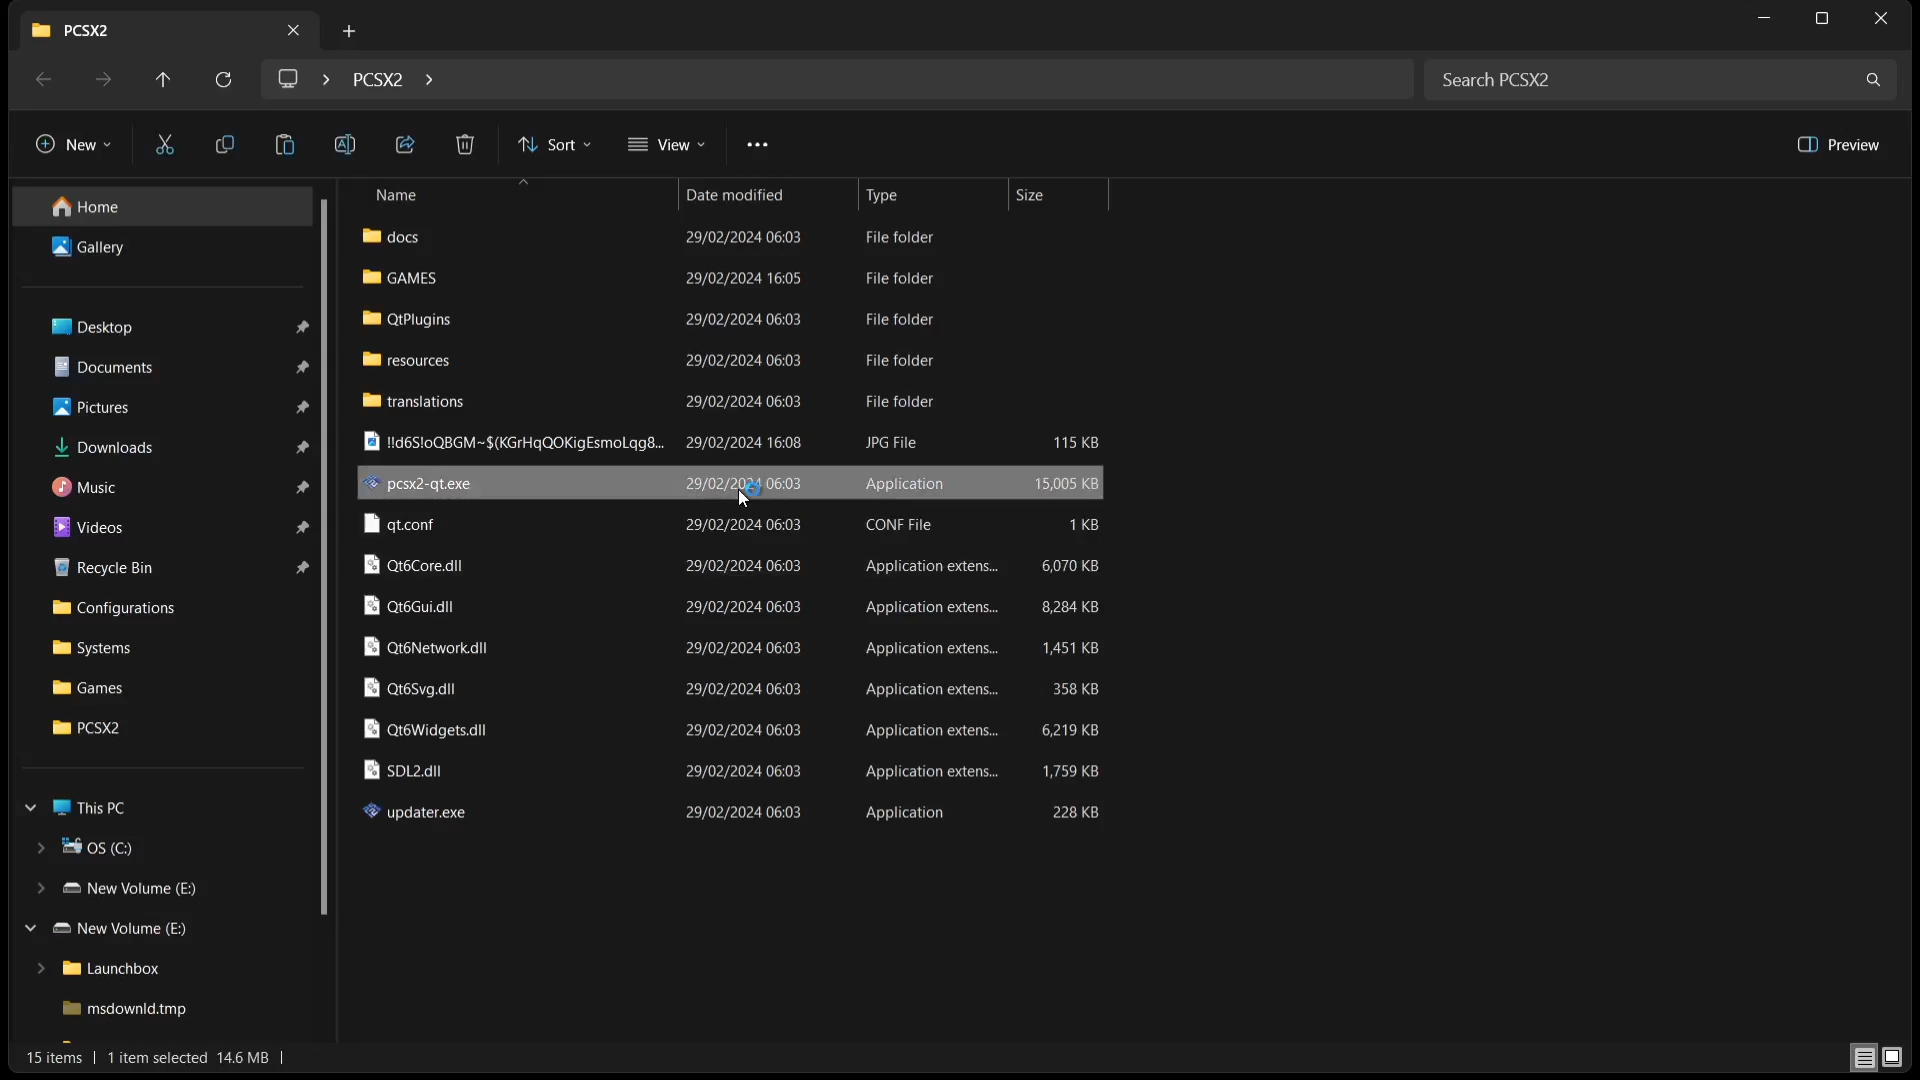 PCSX2
PCSX2
Search PCSX2
New
Sort
View
Preview
Name Date modified Type Size
Home
Gallery
Desktop
Documents
Pictures
Downloads
Music
Videos
Recycle Bin
Configurations
Systems
Games
PCSX2
This PC
OS (C:)
New Volume (E:)
New Volume (E:)
Launchbox
msdownld.tmp
docs 29/02/2024 06:03 File folder
GAMES 29/02/2024 16:05 File folder
QtPlugins 29/02/2024 06:03 File folder
resources 29/02/2024 06:03 File folder
translations 29/02/2024 06:03 File folder
!!d6S!oQBGM~$(KGrHqQOKigEsmoLqg8... 29/02/2024 16:08 JPG File 115 KB
pcsx2-qt.exe 29/02/2024 06:03 Application 15,005 KB
qt.conf 29/02/2024 06:03 CONF File 1 KB
Qt6Core.dll 29/02/2024 06:03 Application extens... 6,070 KB
Qt6Gui.dll 29/02/2024 06:03 Application extens... 8,284 KB
Qt6Network.dll 29/02/2024 06:03 Application extens... 1,451 KB
Qt6Svg.dll 29/02/2024 06:03 Application extens... 358 KB
Qt6Widgets.dll 29/02/2024 06:03 Application extens... 6,219 KB
SDL2.dll 29/02/2024 06:03 Application extens... 1,759 KB
updater.exe 29/02/2024 06:03 Application 228 KB
15 items 1 item selected 14.6 MB